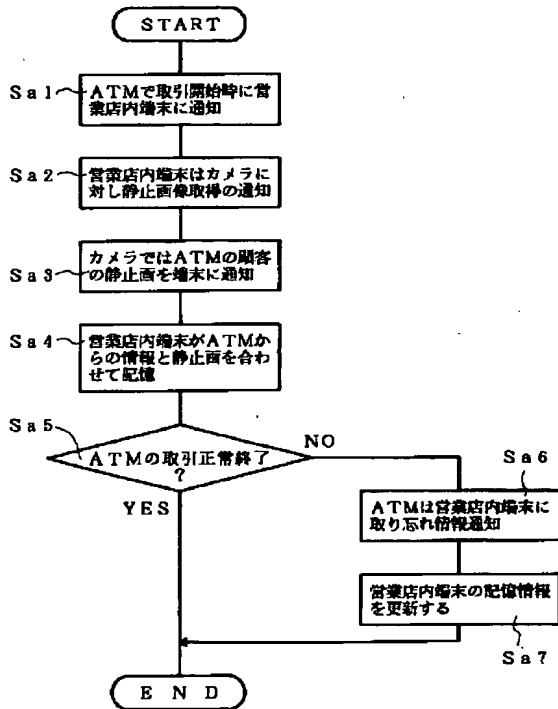 START
Sa1
ATMで取引開始時に営
業店内端末に通知
Sa2
営業店内端末はカメラに
対し静止画像取得の通知
Sa3
カメラではATMの顧客
の静止画を端末に通知
Sa4
営業店内端末がATMか
らの情報と静止画を合わ
せて記憶
Sa5
ATMの取引正常終了
?
NO
YES
Sa6
ATMは営業店内端末に
取り忘れ情報通知
営業店内端末の記憶情報
を更新する
Sa7
END